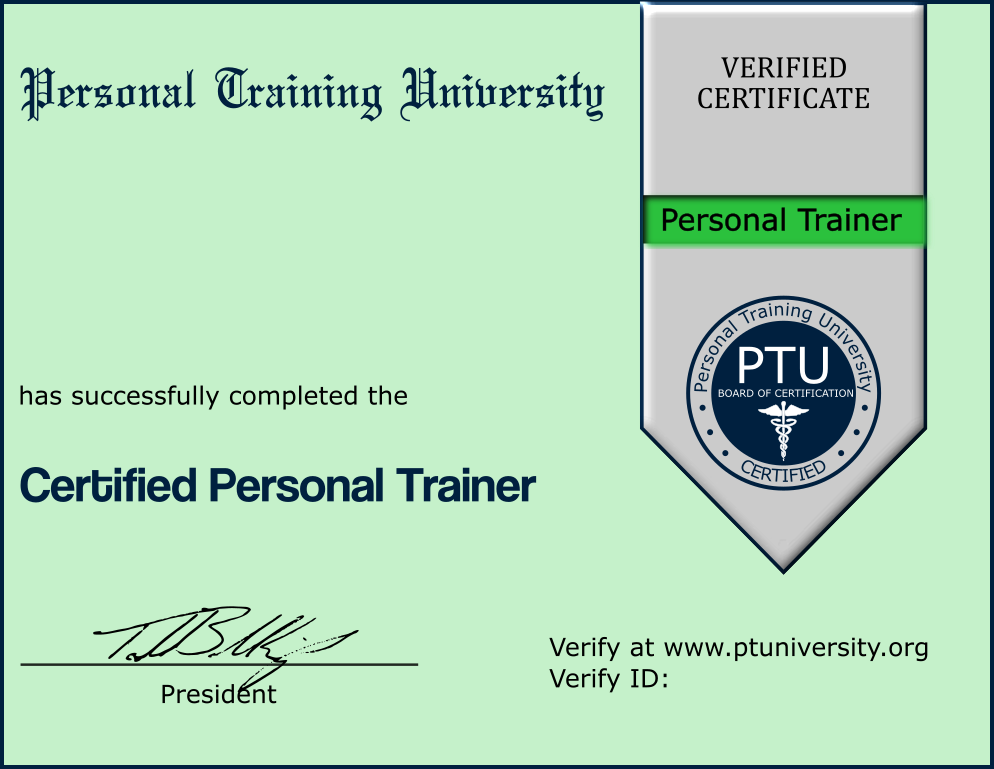 Personal Training University
VERIFIED
CERTIFICATE
Personal Trainer
Personal Training University
PTU
BOARD OF CERTIFICATION
CERTIFIED
has successfully completed the
Certified Personal Trainer
President
Verify at www.ptuniversity.org
Verify ID: